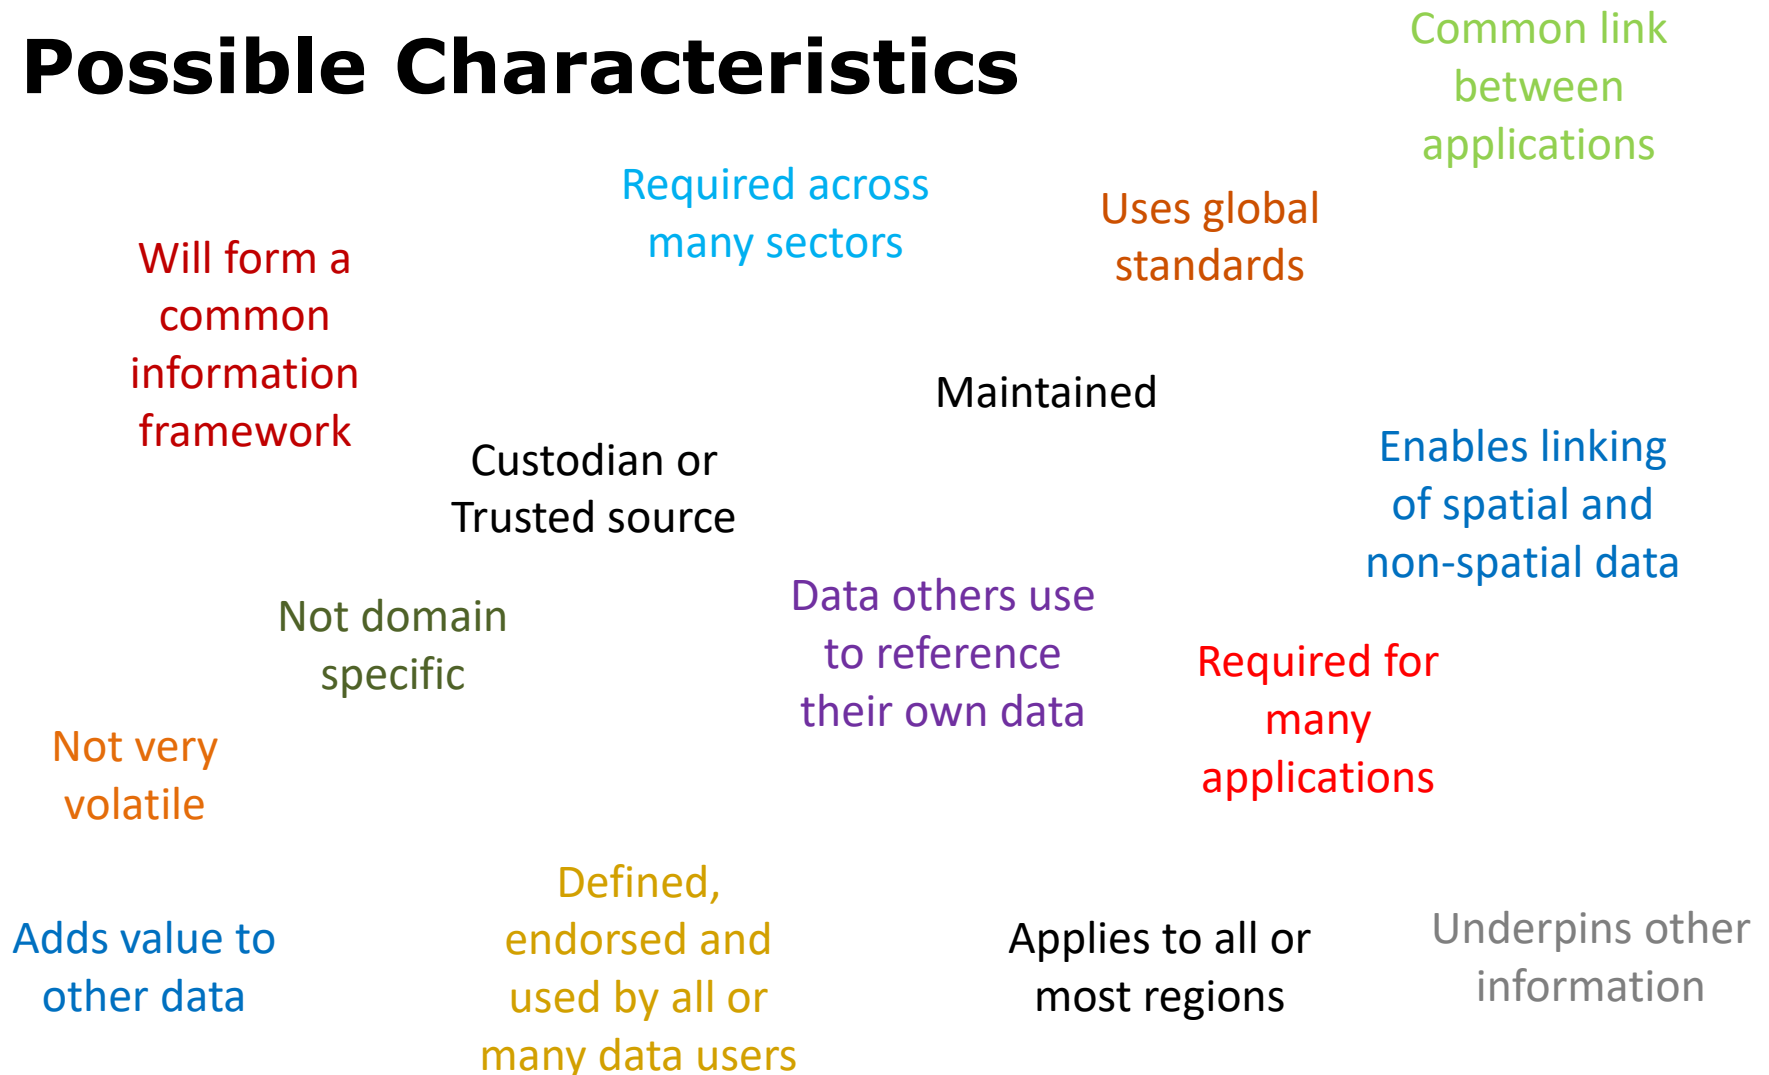 Possible Characteristics
Common link
between
applications
Required across
many sectors
Uses global
standards
Will form a
common
information
framework
Maintained
Custodian or
Trusted source
Enables linking
of spatial and
non-spatial data
Not domain
specific
Data others use
to reference
their own data
Required for
many
applications
Not very
volatile
Adds value to
other data
Defined,
endorsed and
used by all or
many data users
Applies to all or
most regions
Underpins other
information